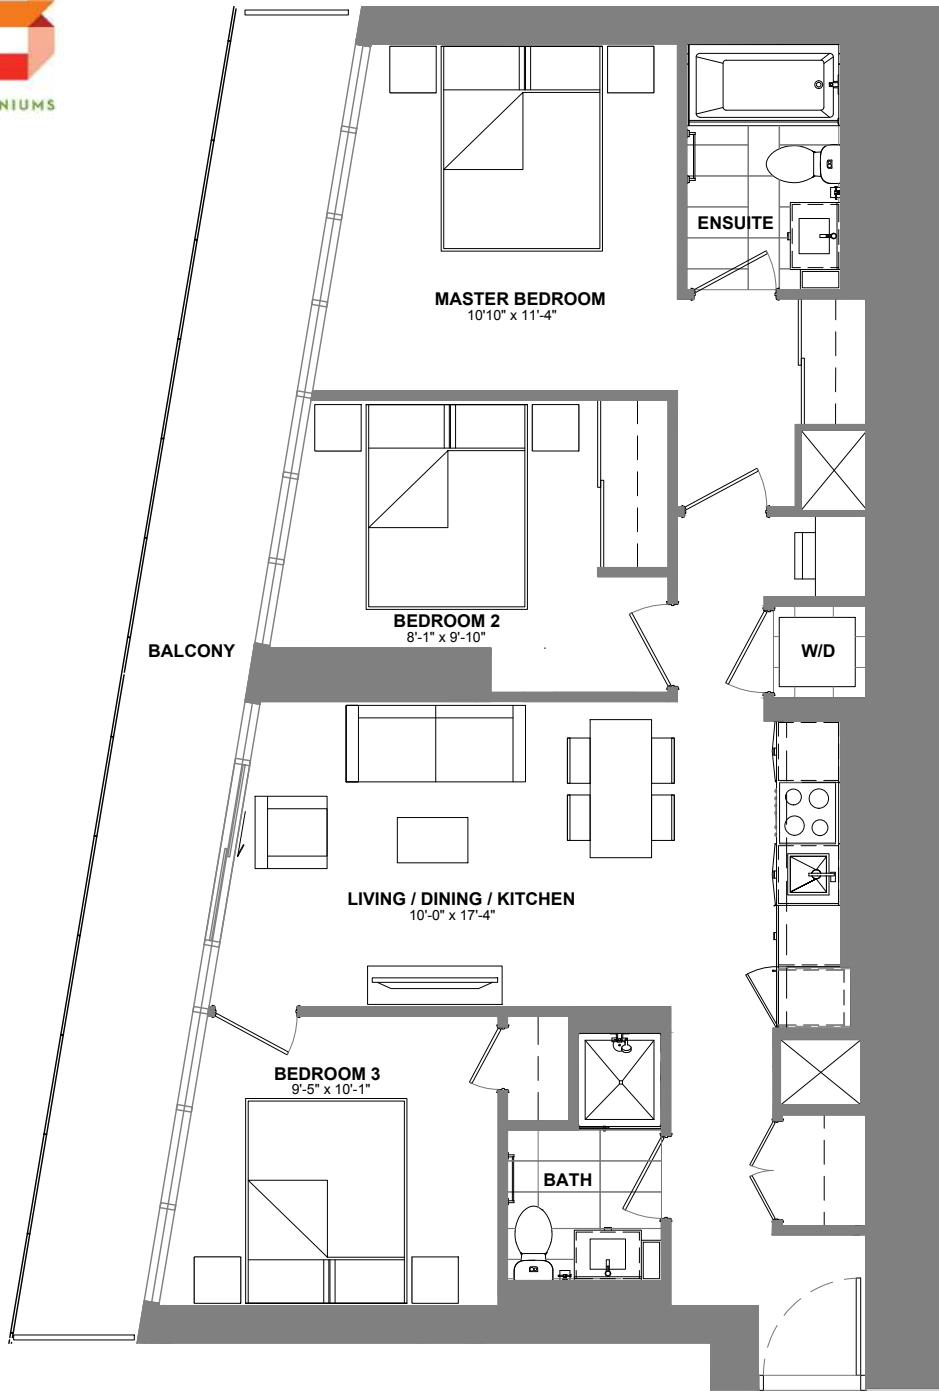 NIUMS
ENSUITE
MASTER BEDROOM
10'10" x 11'-4"
BEDROOM 2
8'-1" x 9'-10"
BALCONY
W/D
LIVING / DINING / KITCHEN
10'-0" x 17'-4"
BEDROOM 3
9'-5" x 10'-1"
BATH